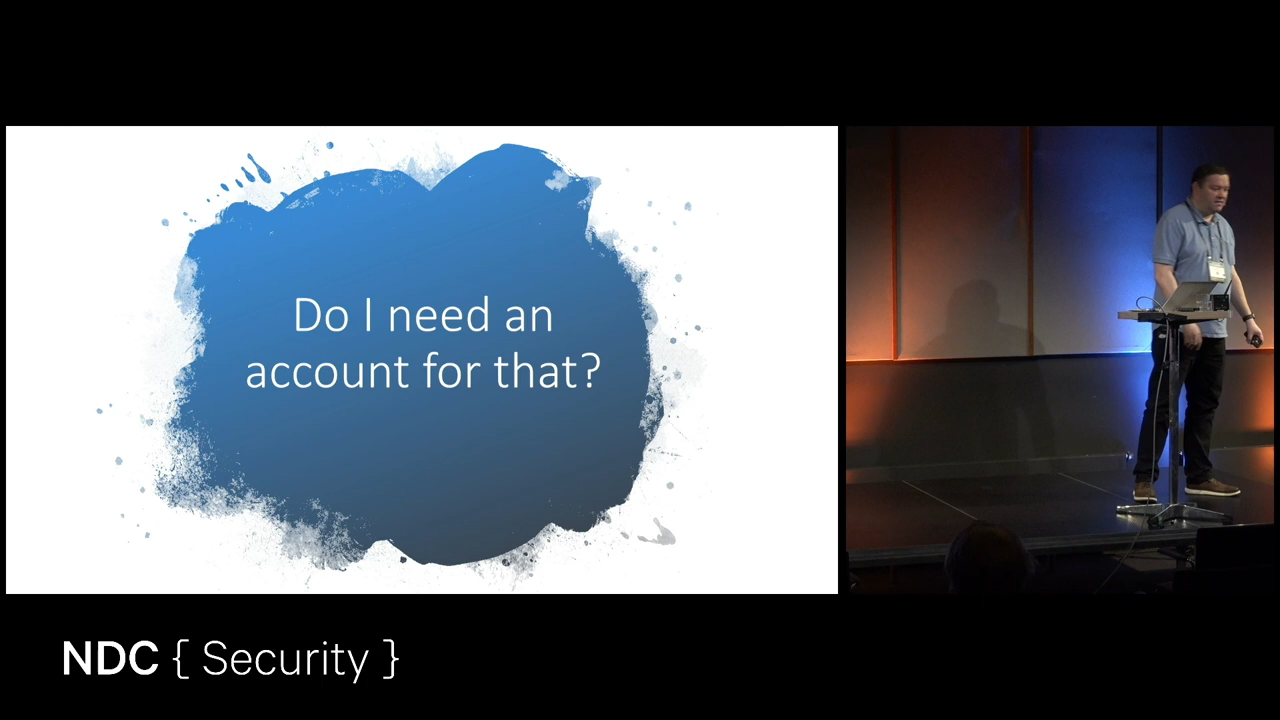 Do I need an
account for that?
NDC { Security }